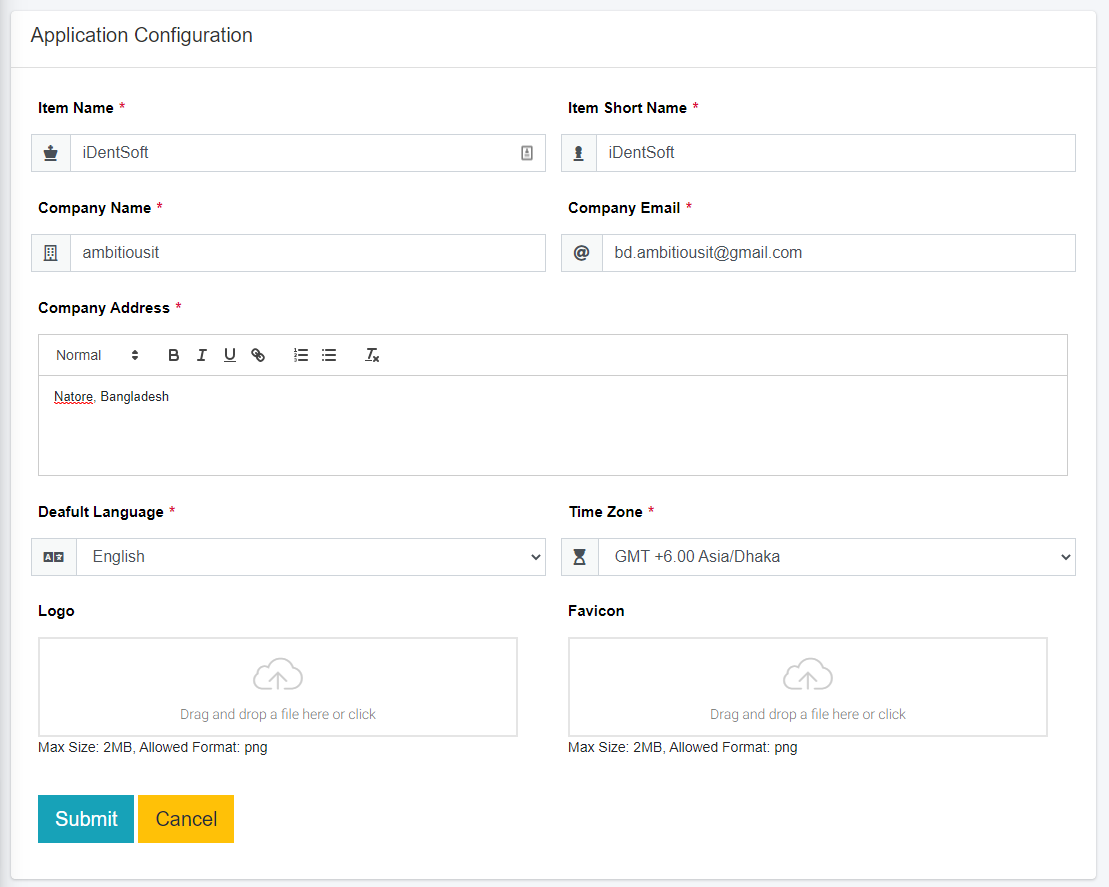 Application Configuration
Item Name *
Item Short Name *
iDentSoft
iDentSoft
Company Name *
Company Email *
ambitiousit
@ bd.ambitiousit@gmail.com
Company Address *
Normal B I U Tx
Natore, Bangladesh
Deafult Language *
Time Zone *
English
GMT +6.00 Asia/Dhaka
Logo
Favicon
Drag and drop a file here or click
Drag and drop a file here or click
Max Size: 2MB, Allowed Format: png
Max Size: 2MB, Allowed Format: png
Submit Cancel